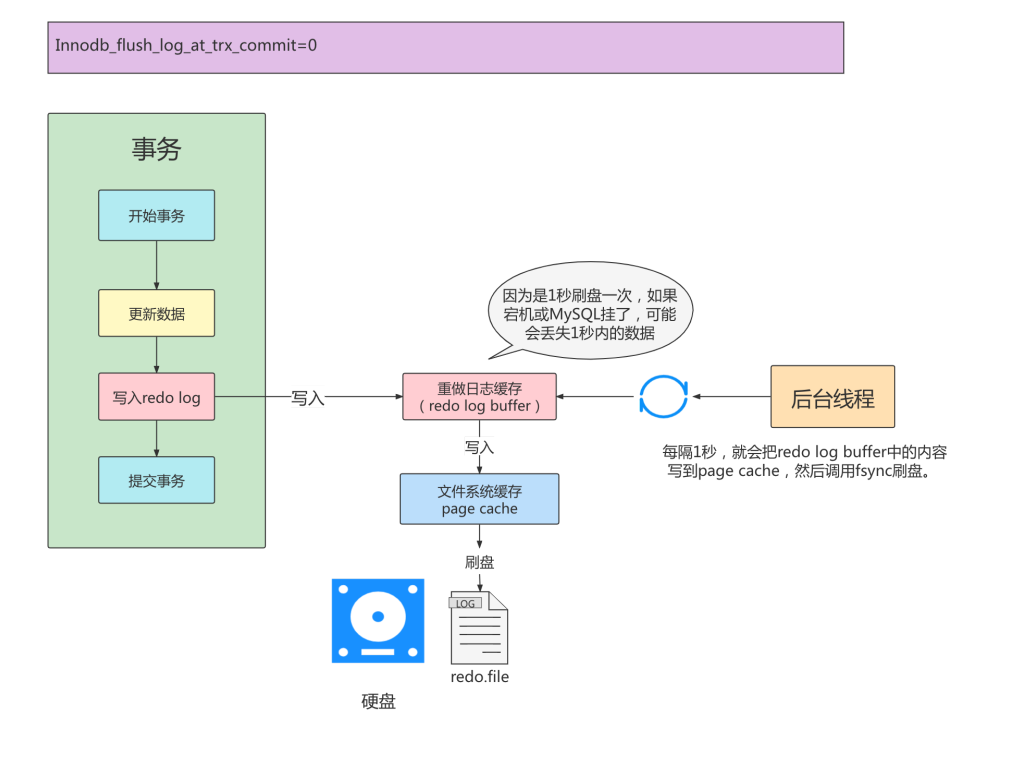 Innodb_flush_log_at_trx_commit=0
事务
开始事务
更新数据
写入redo log
提交事务
写入
因为是1秒刷盘一次，如果
宕机或MySQL挂了，可能
会丢失1秒内的数据
重做日志缓存
（redo log buffer）
写入
文件系统缓存
page cache
刷盘
LOG
redo.file
硬盘
后台线程
每隔1秒，就会把redo log buffer中的内容
写到page cache，然后调用fsync刷盘。